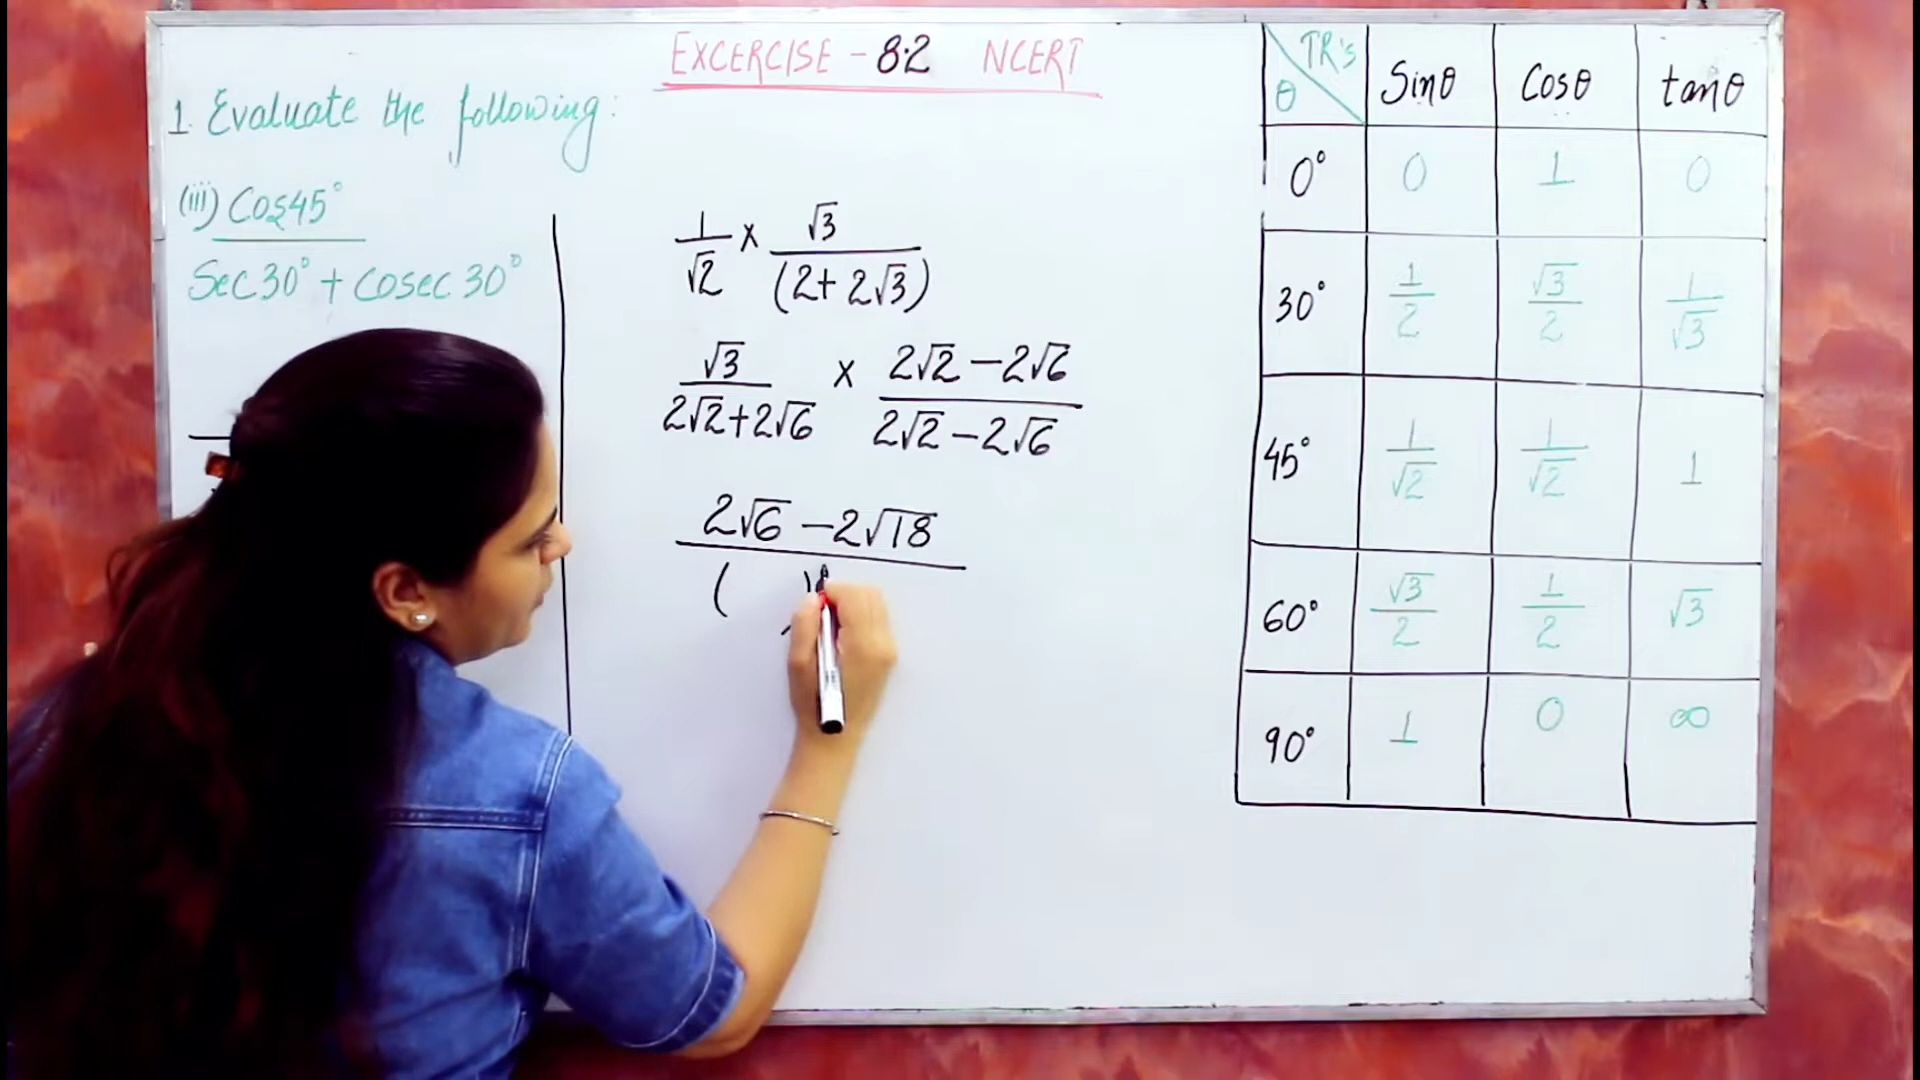 EXCERCISE - 8.2 NCERT
1. Evaluate the following:
(iii) Cos45°
Sec30° + Cosec30°
1/√2 × √3/(2+2√3)
√3/2√2+2√6 × 2√2-2√6/2√2-2√6
2√6 - 2√18
( )
TR's θ Sinθ Cosθ tanθ
0° 0 1 0
30° 1/2 √3/2 1/√3
45° 1/√2 1/√2 1
60° √3/2 1/2 √3
90° 1 0 ∞